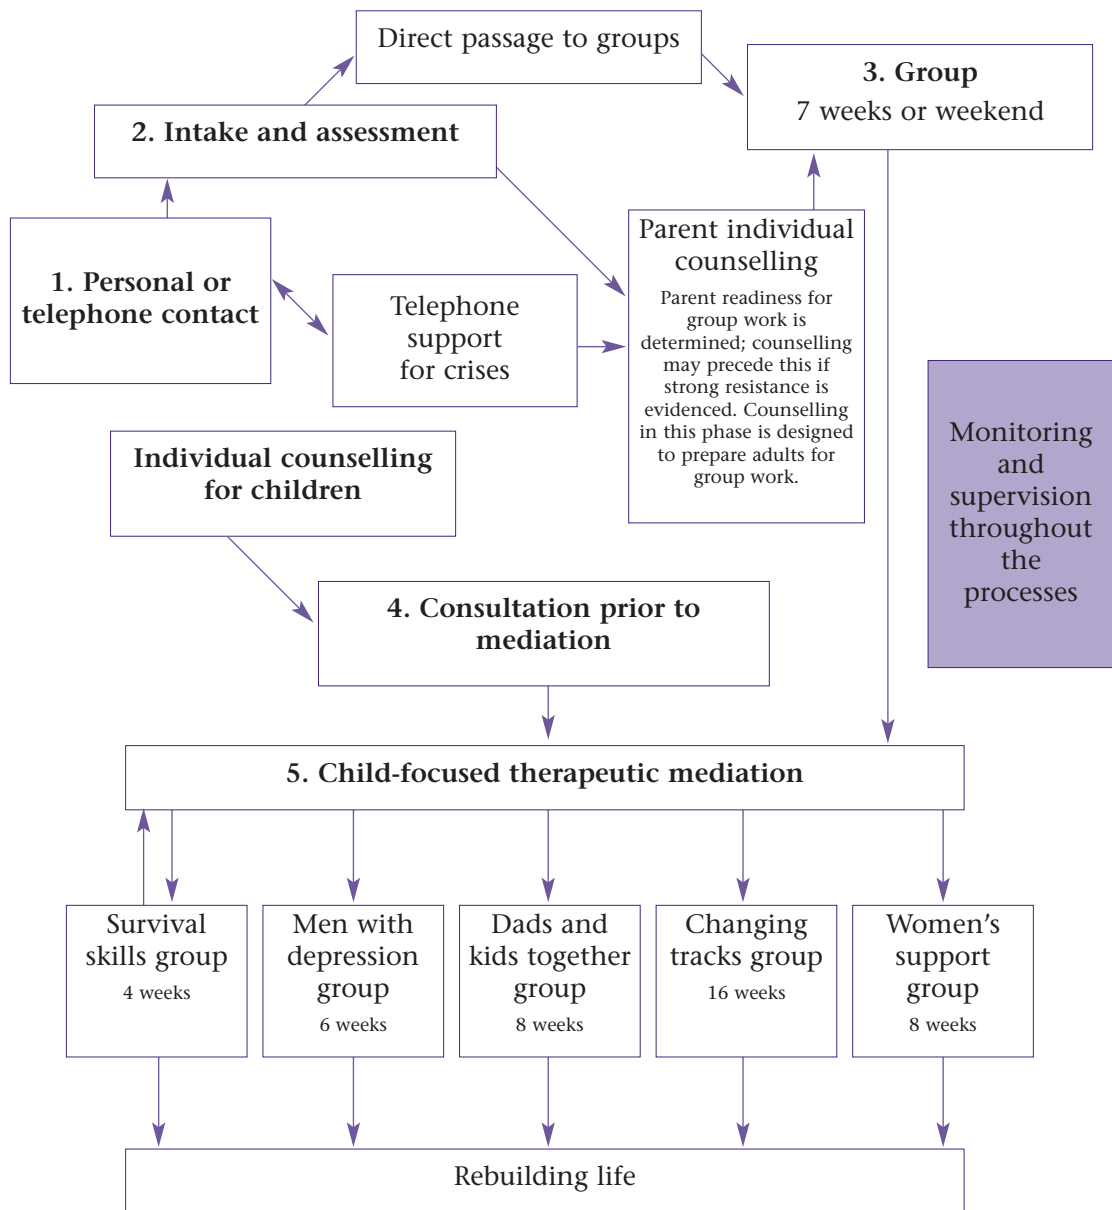 Direct passage to groups
3. Group
7 weeks or weekend
2. Intake and assessment
1. Personal or
telephone contact
Telephone
support
for crises
Parent individual
counselling
Parent readiness for
group work is
determined; counselling
may precede this if
strong resistance is
evidenced. Counselling
in this phase is designed
to prepare adults for
group work.
Monitoring
and
supervision
throughout
the
processes
Individual counselling
for children
4. Consultation prior to
mediation
5. Child-focused therapeutic mediation
Survival
skills group
4 weeks
Men with
depression
group
6 weeks
Dads and
kids together
group
8 weeks
Changing
tracks group
16 weeks
Women's
support
group
8 weeks
Rebuilding life